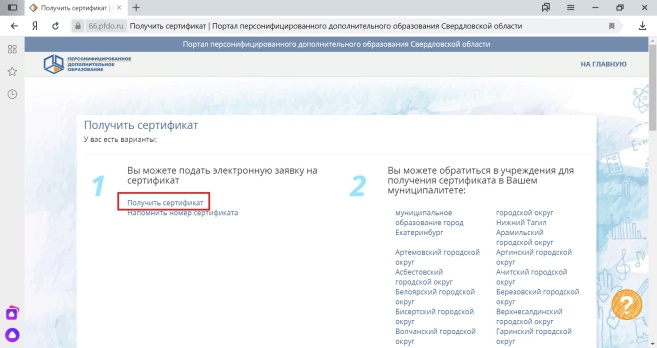 Получить сертификат |
66.pfdo.ru Получить сертификат | Портал персонифицированного дополнительного образования Свердловской области
Портал персонифицированного дополнительного образования Свердловской области
ПЕРСОНИФИЦИРОВАННОЕ
ДОПОЛНИТЕЛЬНОЕ
ОБРАЗОВАНИЕ
НА ГЛАВНУЮ
Получить сертификат
У вас есть варианты:
1
Вы можете подать электронную заявку на
сертификат
Получить сертификат
Напомнить номер сертификата
2
Вы можете обратиться в учреждения для
получения сертификата в Вашем
муниципалитете:
муниципальное
образование город
Екатеринбург
городской округ
Нижний Тагил
Арамильский
городской округ
Артемовский городской
округ
Артинский городской
округ
Асбестовский
городской округ
Ачитский городской
округ
Белоярский городской
округ
Березовский городской
округ
Бисертский городской
округ
Верхнесалдинский
городской округ
Волчанский городской
округ
Гаринский городской
округ
?